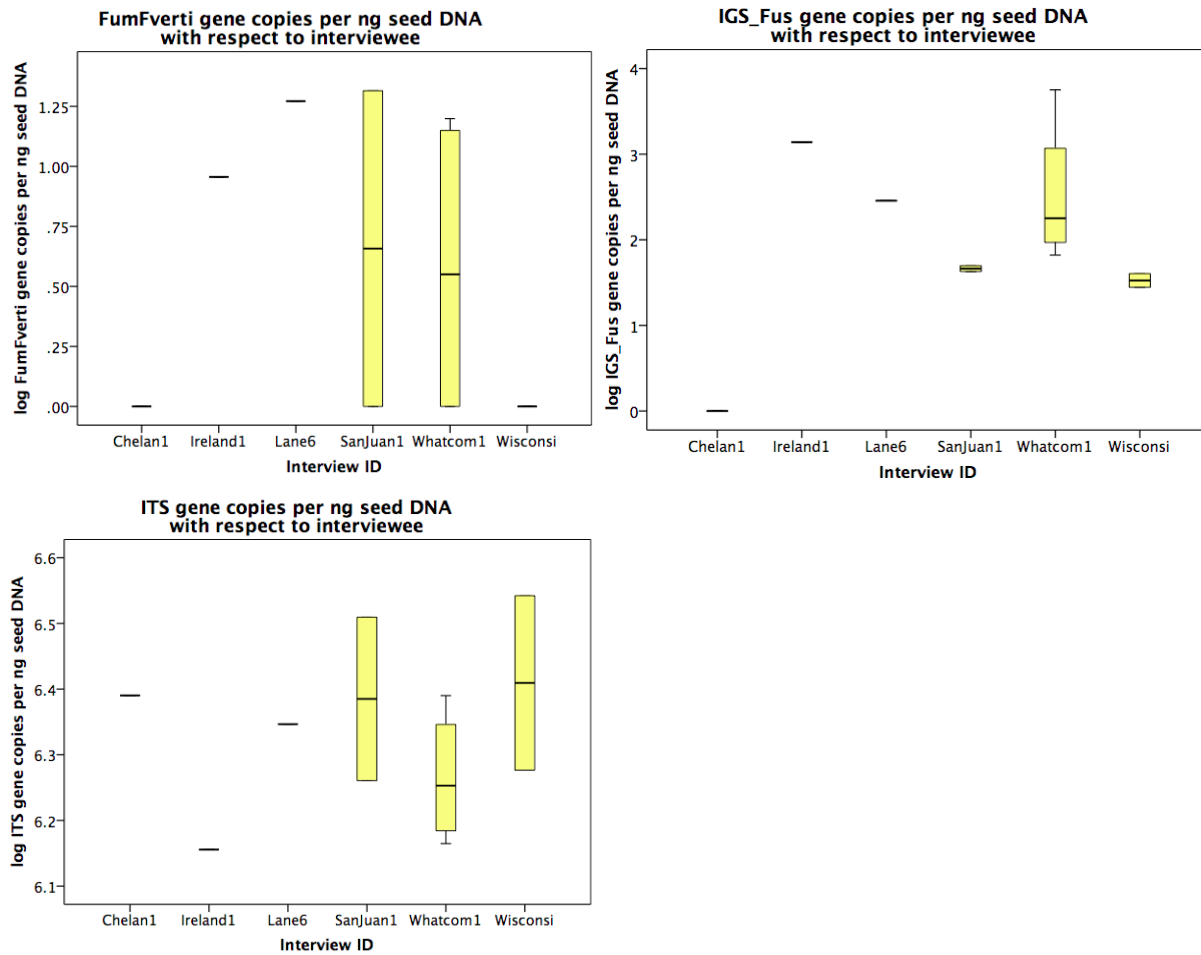 FumFverti gene copies per ng seed DNA
with respect to interviewee
log FumFverti gene copies per ng seed DNA
1.25
1.00
.75
.50
.25
.00
Chelan1 Ireland1 Lane6 SanJuan1 Whatcom1 Wisconsi
Interview ID
IGS_Fus gene copies per ng seed DNA
with respect to interviewee
log IGS_Fus gene copies per ng seed DNA
4
3
2
1
0
Chelan1 Ireland1 Lane6 SanJuan1 Whatcom1 Wisconsi
Interview ID
ITS gene copies per ng seed DNA
with respect to interviewee
log ITS gene copies per ng seed DNA
6.6
6.5
6.4
6.3
6.2
6.1
Chelan1 Ireland1 Lane6 SanJuan1 Whatcom1 Wisconsi
Interview ID